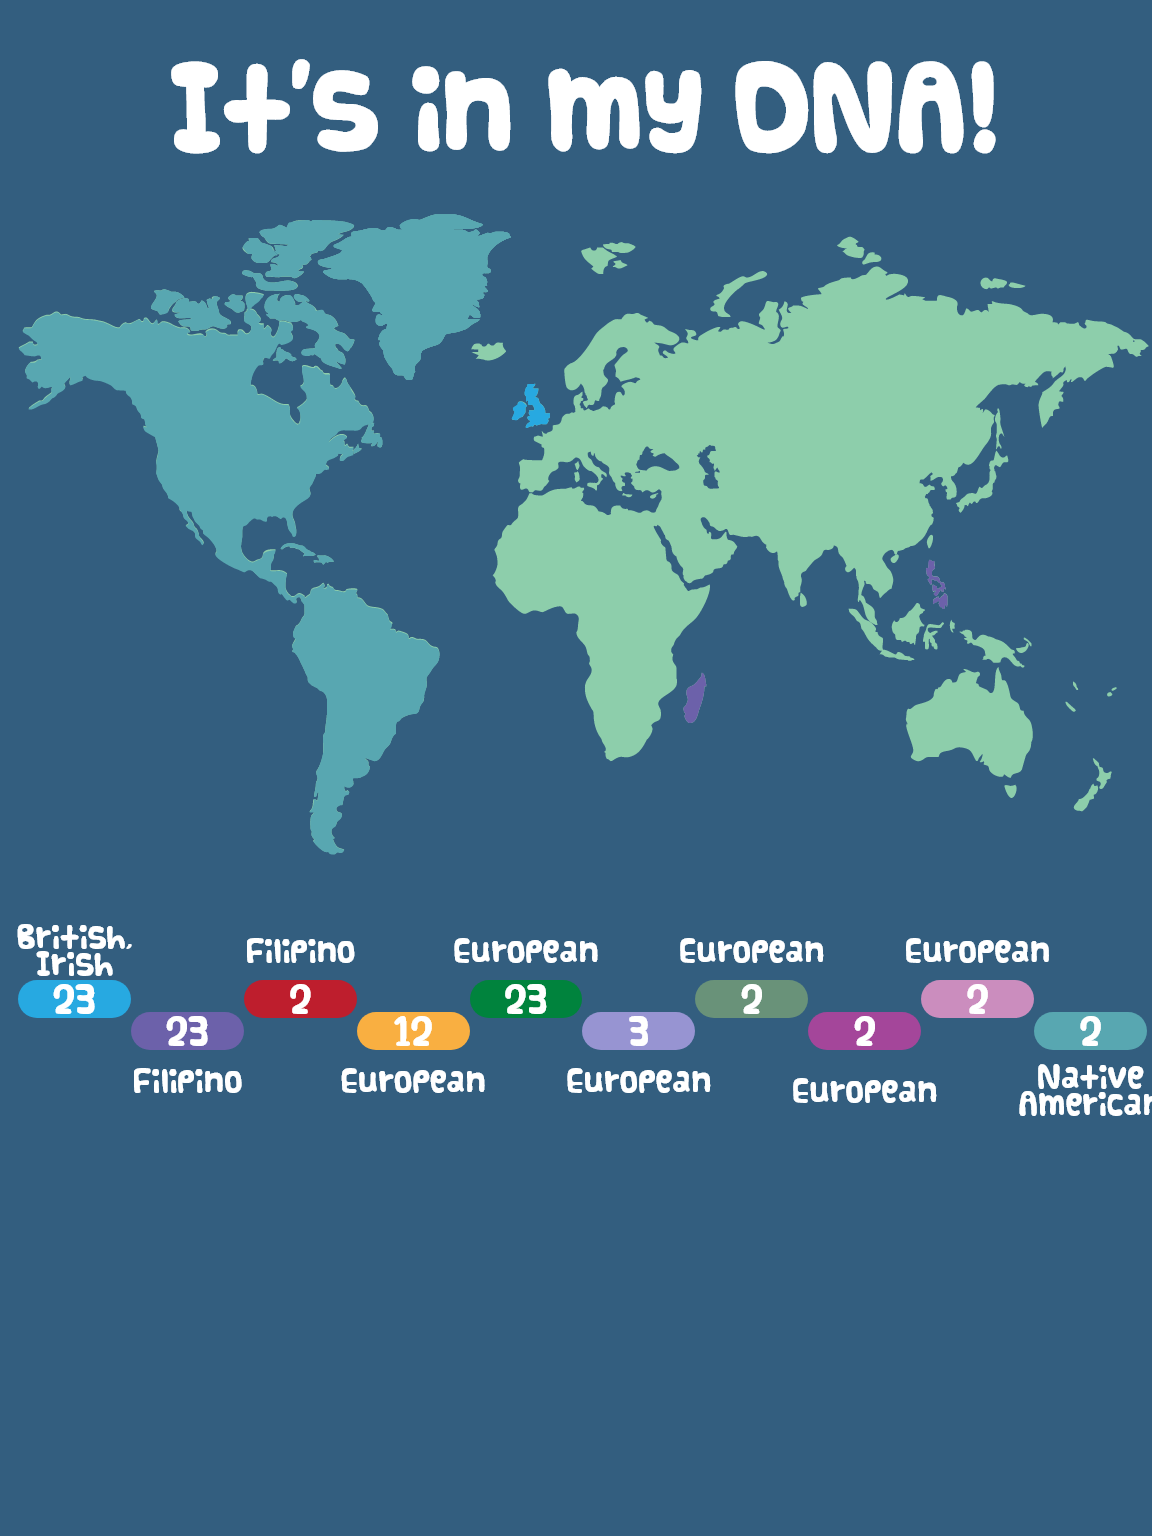 It's in my DNA!
British,
Irish
Filipino
European
European
European
23
2
23
2
2
23
12
3
2
2
Filipino
European
European
European
Native
American